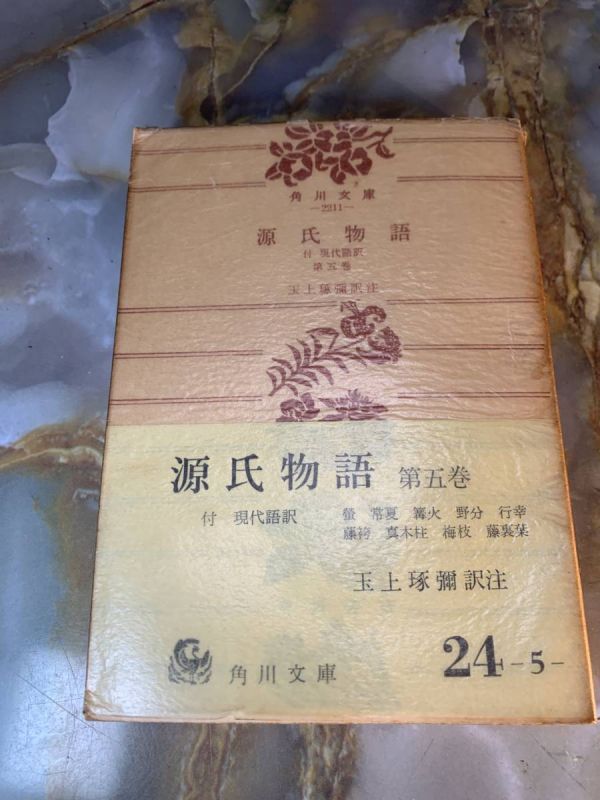 角川文庫
—2211—
源氏物語
付 現代語訳
第五巻
玉上琢彌訳注
源氏物語 第五巻
付 現代語訳
螢 常夏 篝火 野分 行幸
藤袴 真木柱 梅枝 藤裏葉
玉上琢彌訳注
角川文庫
24-5-